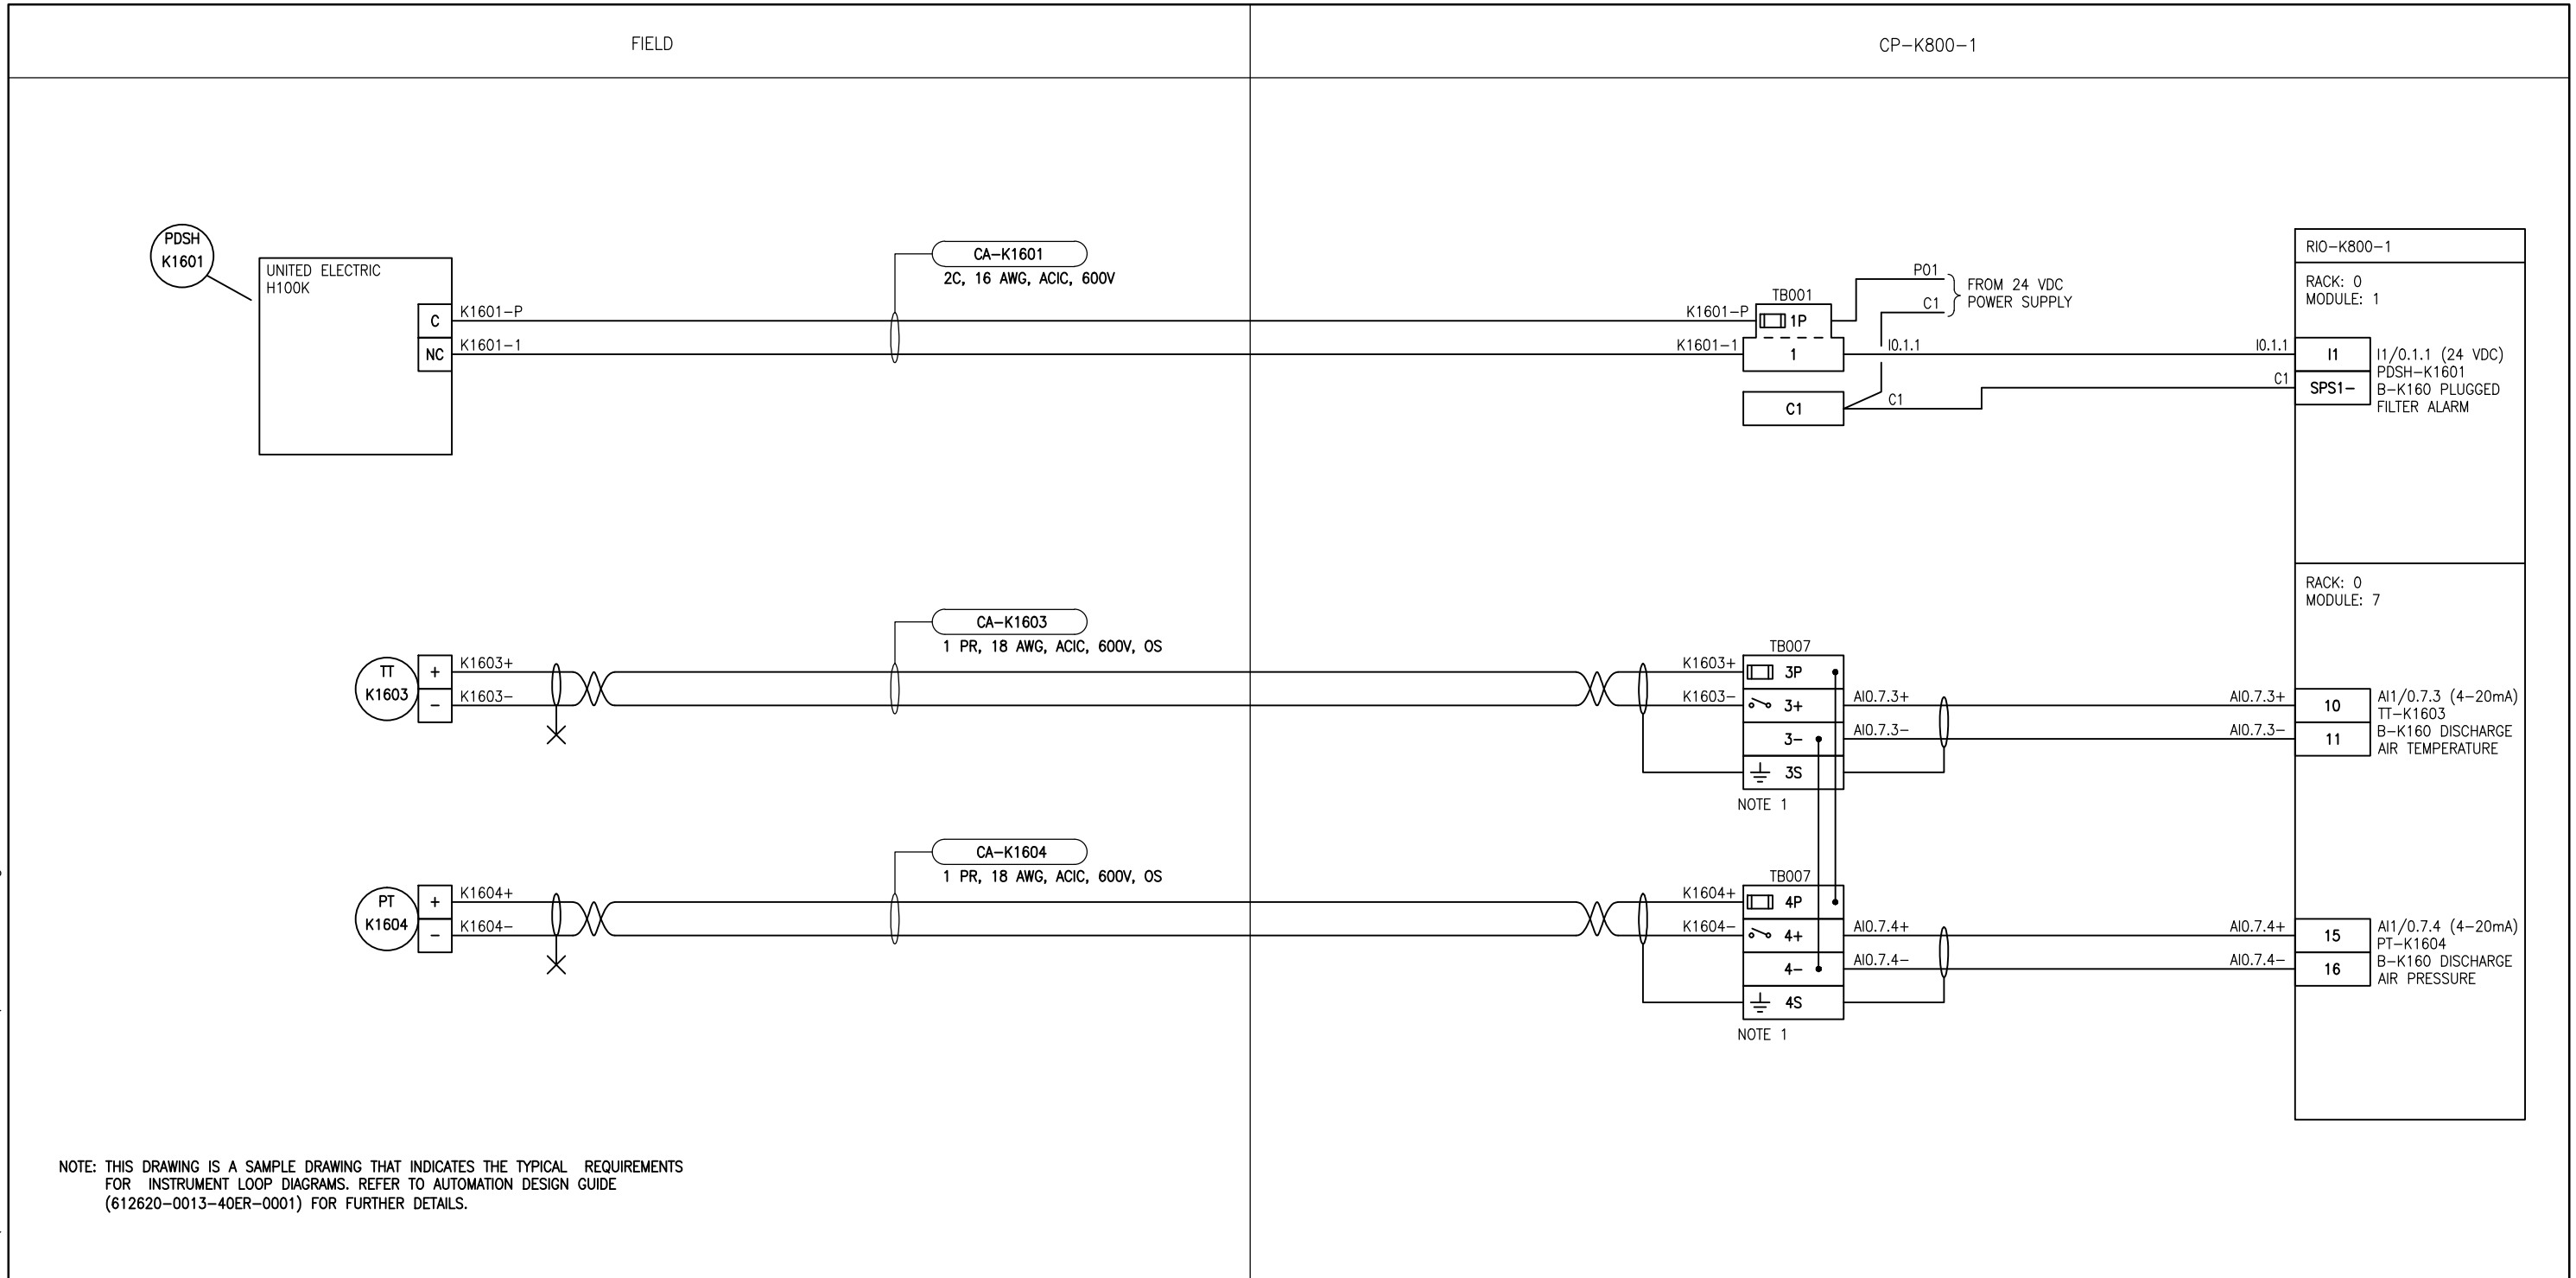 FIELD
CP-K800-1
PDSH
K1601
UNITED ELECTRIC
H100K
C
NC
K1601-P
K1601-1
CA-K1601
2C, 16 AWG, ACIC, 600V
K1601-P
K1601-1
TB001
1P
1
C1
P01
C1
FROM 24 VDC
POWER SUPPLY
I0.1.1
C1
I0.1.1
C1
RIO-K800-1
RACK: 0
MODULE: 1
I1
SPS1-
I1/0.1.1 (24 VDC)
PDSH-K1601
B-K160 PLUGGED
FILTER ALARM
TT
K1603
+
-
K1603+
K1603-
CA-K1603
1 PR, 18 AWG, ACIC, 600V, OS
K1603+
K1603-
TB007
3P
3+
3-
3S
NOTE 1
AI0.7.3+
AI0.7.3-
AI0.7.3+
AI0.7.3-
RACK: 0
MODULE: 7
10
11
AI1/0.7.3 (4-20mA)
TT-K1603
B-K160 DISCHARGE
AIR TEMPERATURE
PT
K1604
+
-
K1604+
K1604-
CA-K1604
1 PR, 18 AWG, ACIC, 600V, OS
K1604+
K1604-
TB007
4P
4+
4-
4S
NOTE 1
AI0.7.4+
AI0.7.4-
AI0.7.4+
AI0.7.4-
15
16
AI1/0.7.4 (4-20mA)
PT-K1604
B-K160 DISCHARGE
AIR PRESSURE
NOTE: THIS DRAWING IS A SAMPLE DRAWING THAT INDICATES THE TYPICAL REQUIREMENTS
FOR INSTRUMENT LOOP DIAGRAMS. REFER TO AUTOMATION DESIGN GUIDE
(612620-0013-40ER-0001) FOR FURTHER DETAILS.